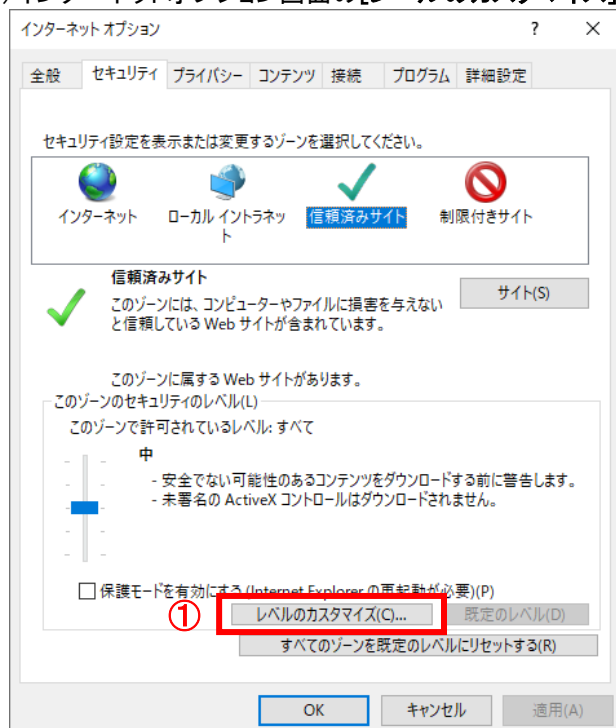 インターネット オプション
? ×
全般 セキュリティ プライバシー コンテンツ 接続 プログラム 詳細設定
セキュリティ設定を表示または変更するゾーンを選択してください。
インターネット ローカル イントラネッ 信頼済みサイト 制限付きサイト
ト
信頼済みサイト
サイト(S)
このゾーンには、コンピューターやファイルに損害を与えない
と信頼している Web サイトが含まれています。
このゾーンに属する Web サイトがあります。
このゾーンのセキュリティのレベル(L)
このゾーンで許可されているレベル: すべて
中
- 安全でない可能性のあるコンテンツをダウンロードする前に警告します。
- 未署名の ActiveX コントロールはダウンロードされません。
保護モードを有効にする (Internet Explorer の再起動が必要)(P)
① レベルのカスタマイズ(C)... 既定のレベル(D)
すべてのゾーンを既定のレベルにリセットする(R)
OK キャンセル 適用(A)